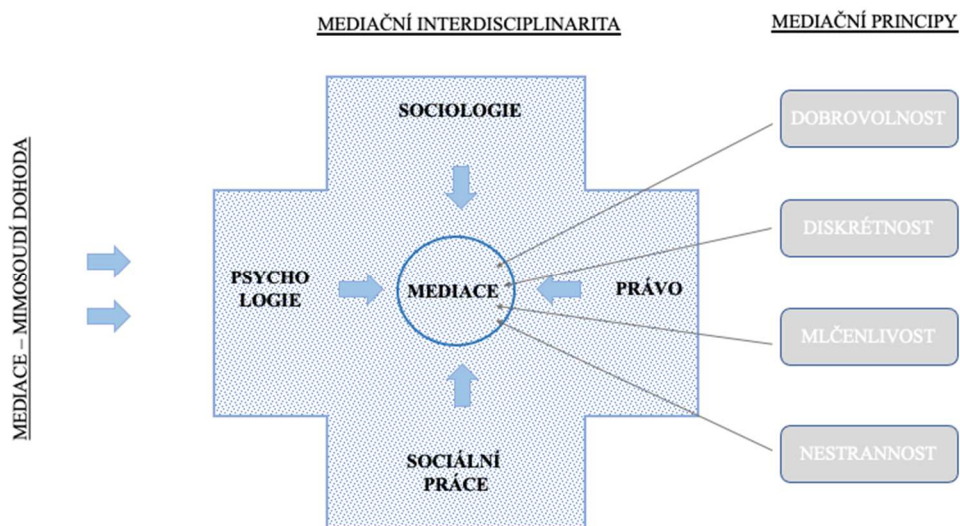 MEDIAČNÍ INTERDISCIPLINARITA
MEDIAČNÍ PRINCIPY
MEDIACE – MIMOSOUDÍ DOHODA
SOCIOLOGIE
PSYCHO
LOGIE
MEDIACE
PRÁVO
SOCIÁLNÍ
PRÁCE
DOBROVOLNOST
DISKRÉTNOST
MLČENLIVOST
NESTRANNOST